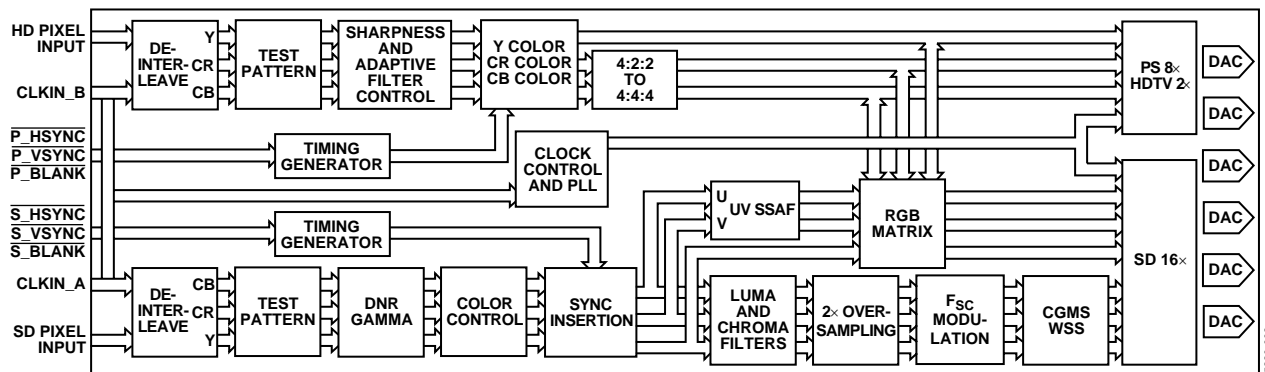 HD PIXEL
INPUT
CLKIN_B
P_HSYNC
P_VSYNC
P_BLANK
S_HSYNC
S_VSYNC
S_BLANK
CLKIN_A
SD PIXEL
INPUT
DE-
INTER-
LEAVE
Y
CR
CB
TEST
PATTERN
SHARPNESS
AND
ADAPTIVE
FILTER
CONTROL
Y COLOR
CR COLOR
CB COLOR
4:2:2
TO
4:4:4
PS 8×
HDTV 2×
TIMING
GENERATOR
CLOCK
CONTROL
AND PLL
TIMING
GENERATOR
U
V
UV SSAF
RGB
MATRIX
SD 16×
DE-
INTER-
LEAVE
CB
CR
Y
TEST
PATTERN
DNR
GAMMA
COLOR
CONTROL
SYNC
INSERTION
LUMA
AND
CHROMA
FILTERS
2× OVER-
SAMPLING
FSC
MODU-
LATION
CGMS
WSS
DAC
DAC
DAC
DAC
DAC
DAC